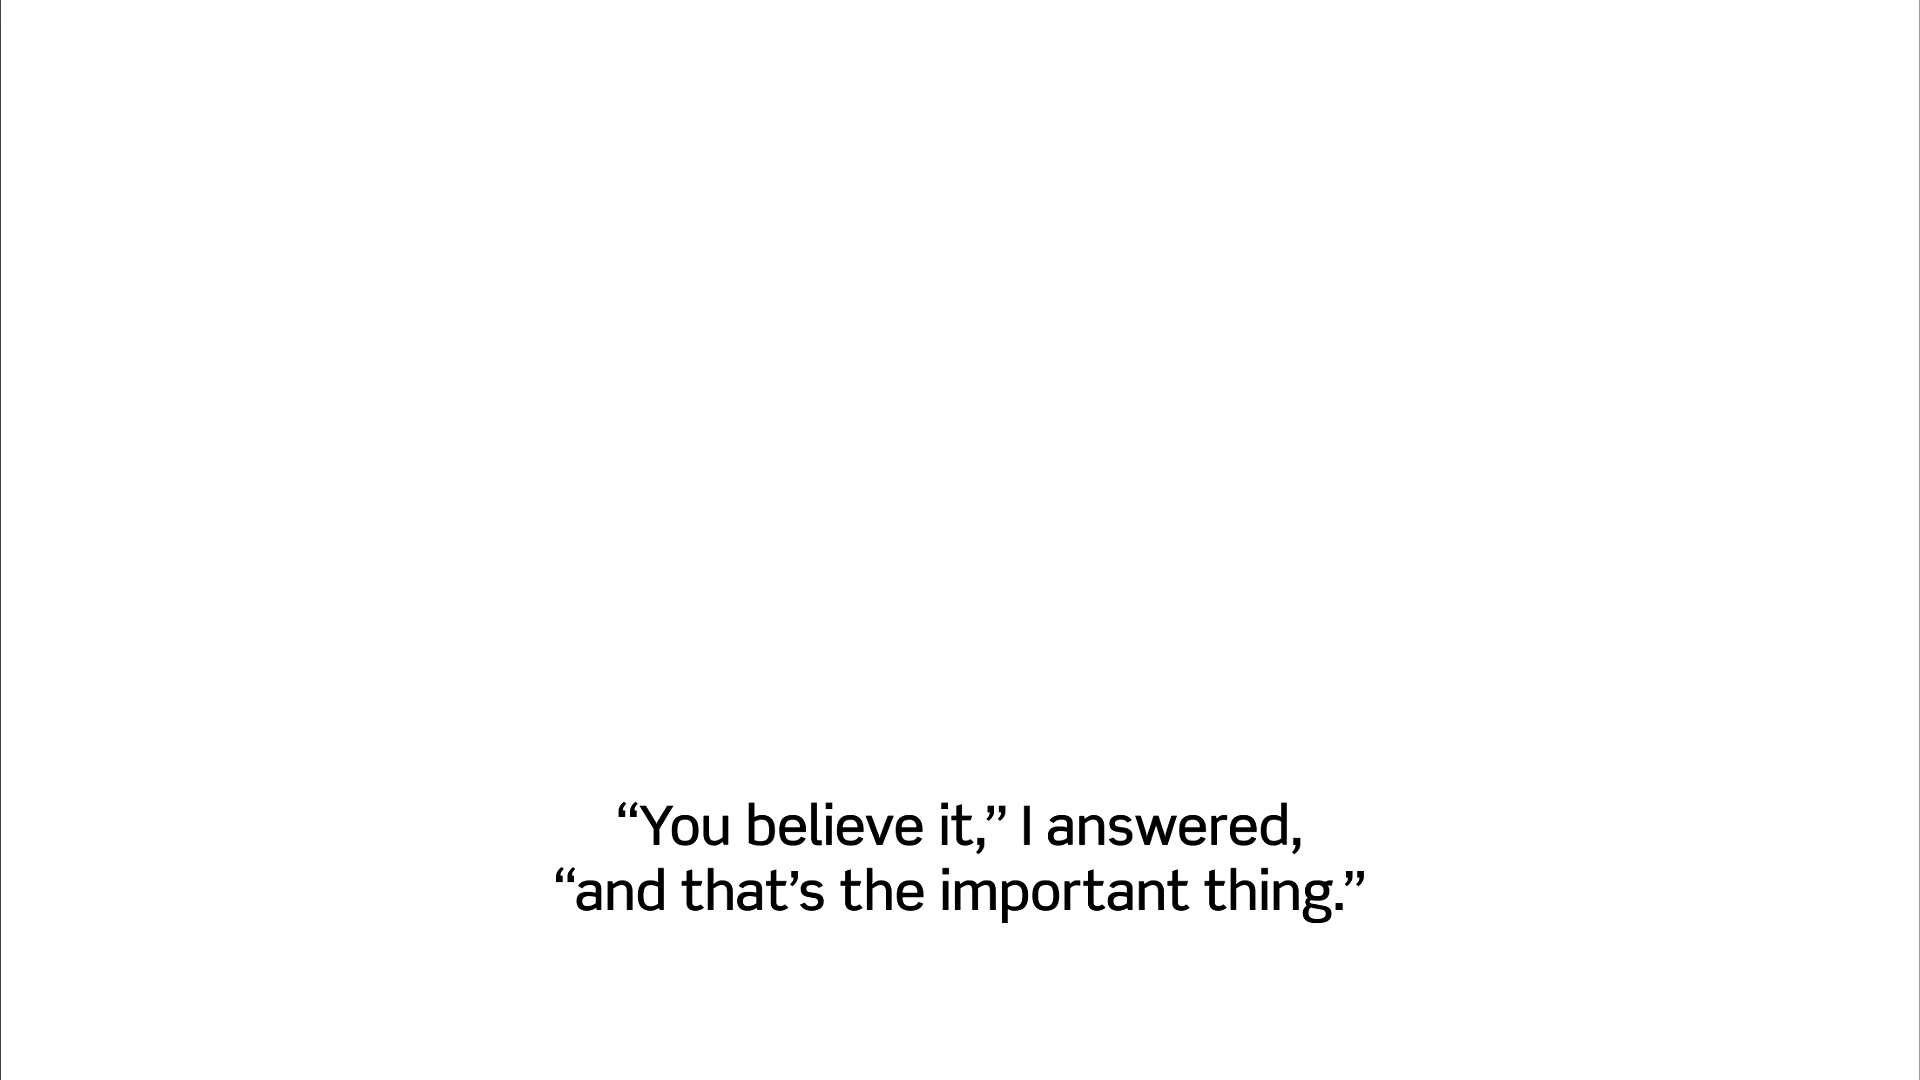 “You believe it,” I answered,
“and that’s the important thing.”